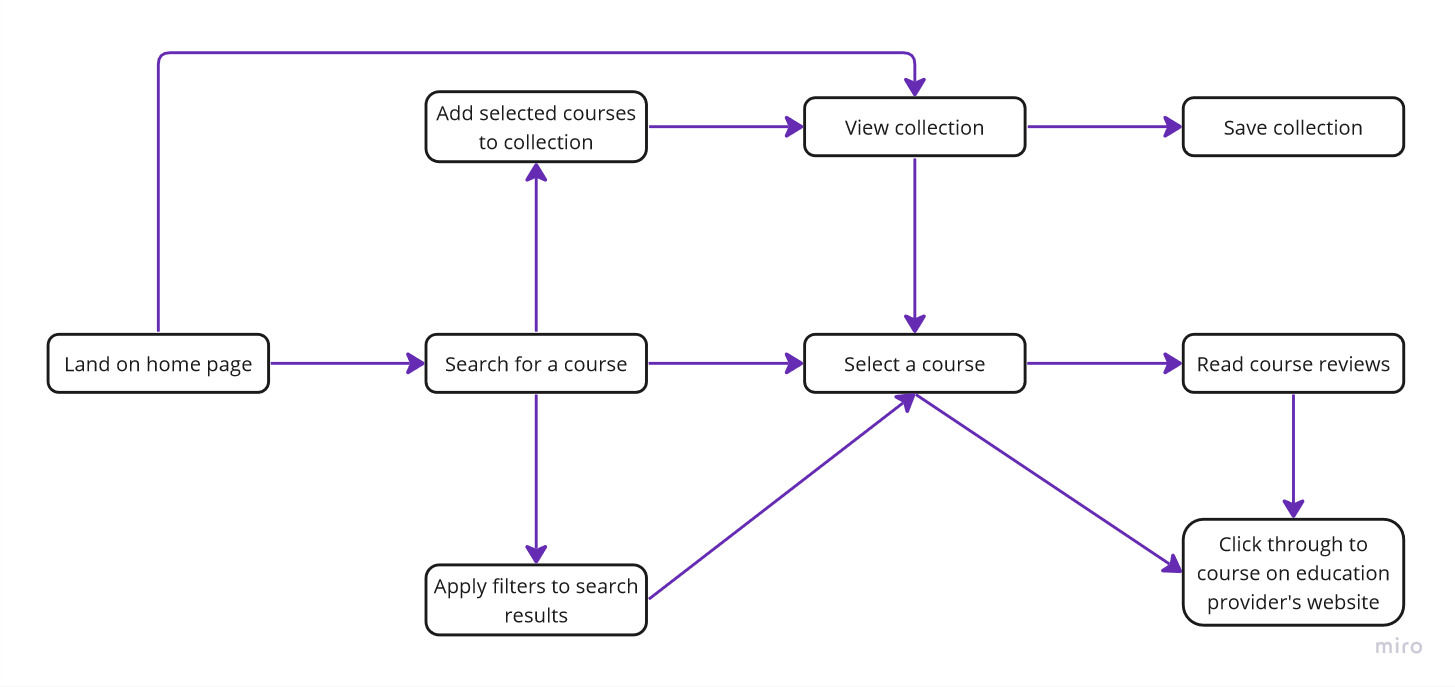 Add selected courses
to collection
View collection
Save collection
Land on home page
Search for a course
Select a course
Read course reviews
Apply filters to search
results
Click through to
course on education
provider's website
miro